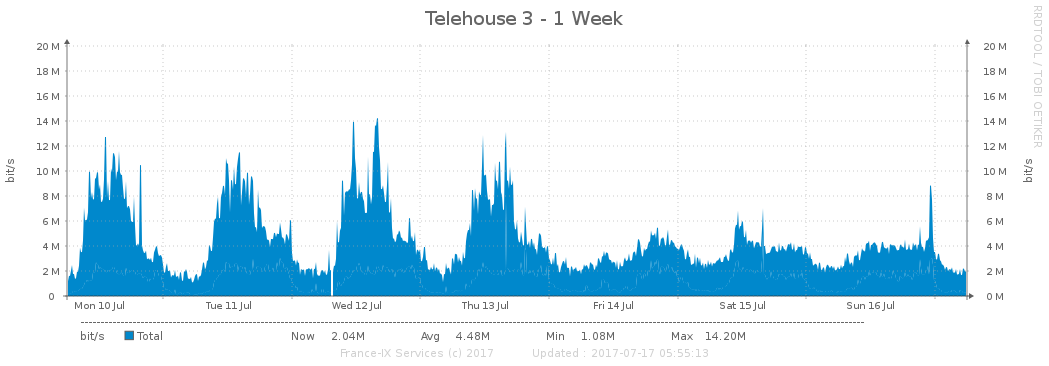 Telehouse 3 - 1 Week
RRDTOOL / TOBI OETIKER
bit/s
bit/s
20 M 20 M
18 M 18 M
16 M 16 M
14 M 14 M
12 M 12 M
10 M 10 M
8 M 8 M
6 M 6 M
4 M 4 M
2 M 2 M
0 0 M
Mon 10 Jul Tue 11 Jul Wed 12 Jul Thu 13 Jul Fri 14 Jul Sat 15 Jul Sun 16 Jul
bit/s Total Now 2.04M Avg 4.48M Min 1.08M Max 14.20M
France-IX Services (c) 2017 Updated : 2017-07-17 05:55:13